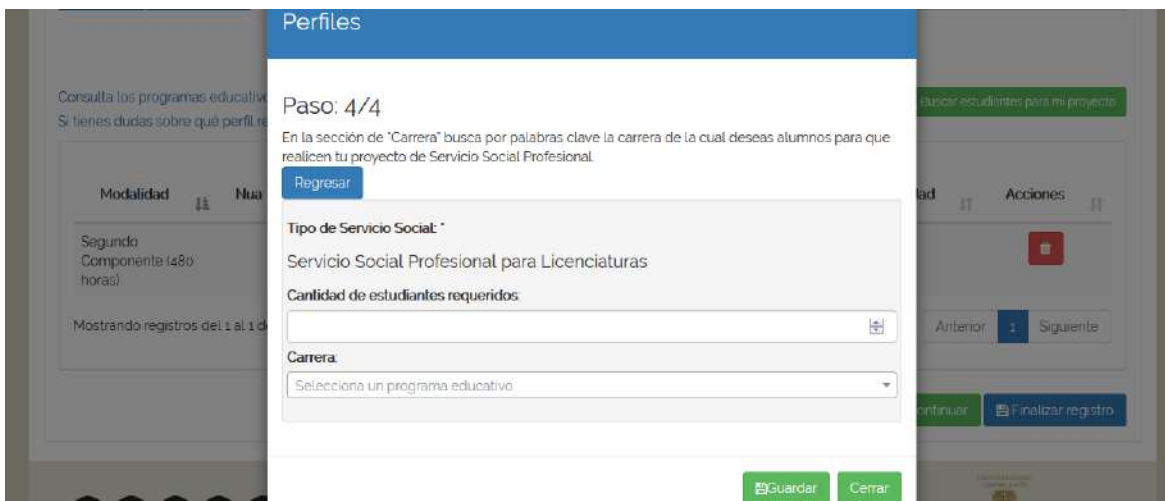 Perfiles
Consulta los programas educativ
Si tienes dudas sobre qué perfil re
Buscar estudiantes para mi proyecto
Paso: 4/4
En la sección de "Carrera" busca por palabras clave la carrera de la cual deseas alumnos para que
realicen tu proyecto de Servicio Social Profesional.
Regresar
Modalidad
Nua
dad
Acciones
Segundo
Componente (480
horas)
Tipo de Servicio Social: *
Servicio Social Profesional para Licenciaturas
Cantidad de estudiantes requeridos:
Mostrando registros del 1 al 1 d
Anterior 1 Siguiente
Carrera:
Selecciona un programa educativo
ontinuar
Finalizar registro
Guardar
Cerrar